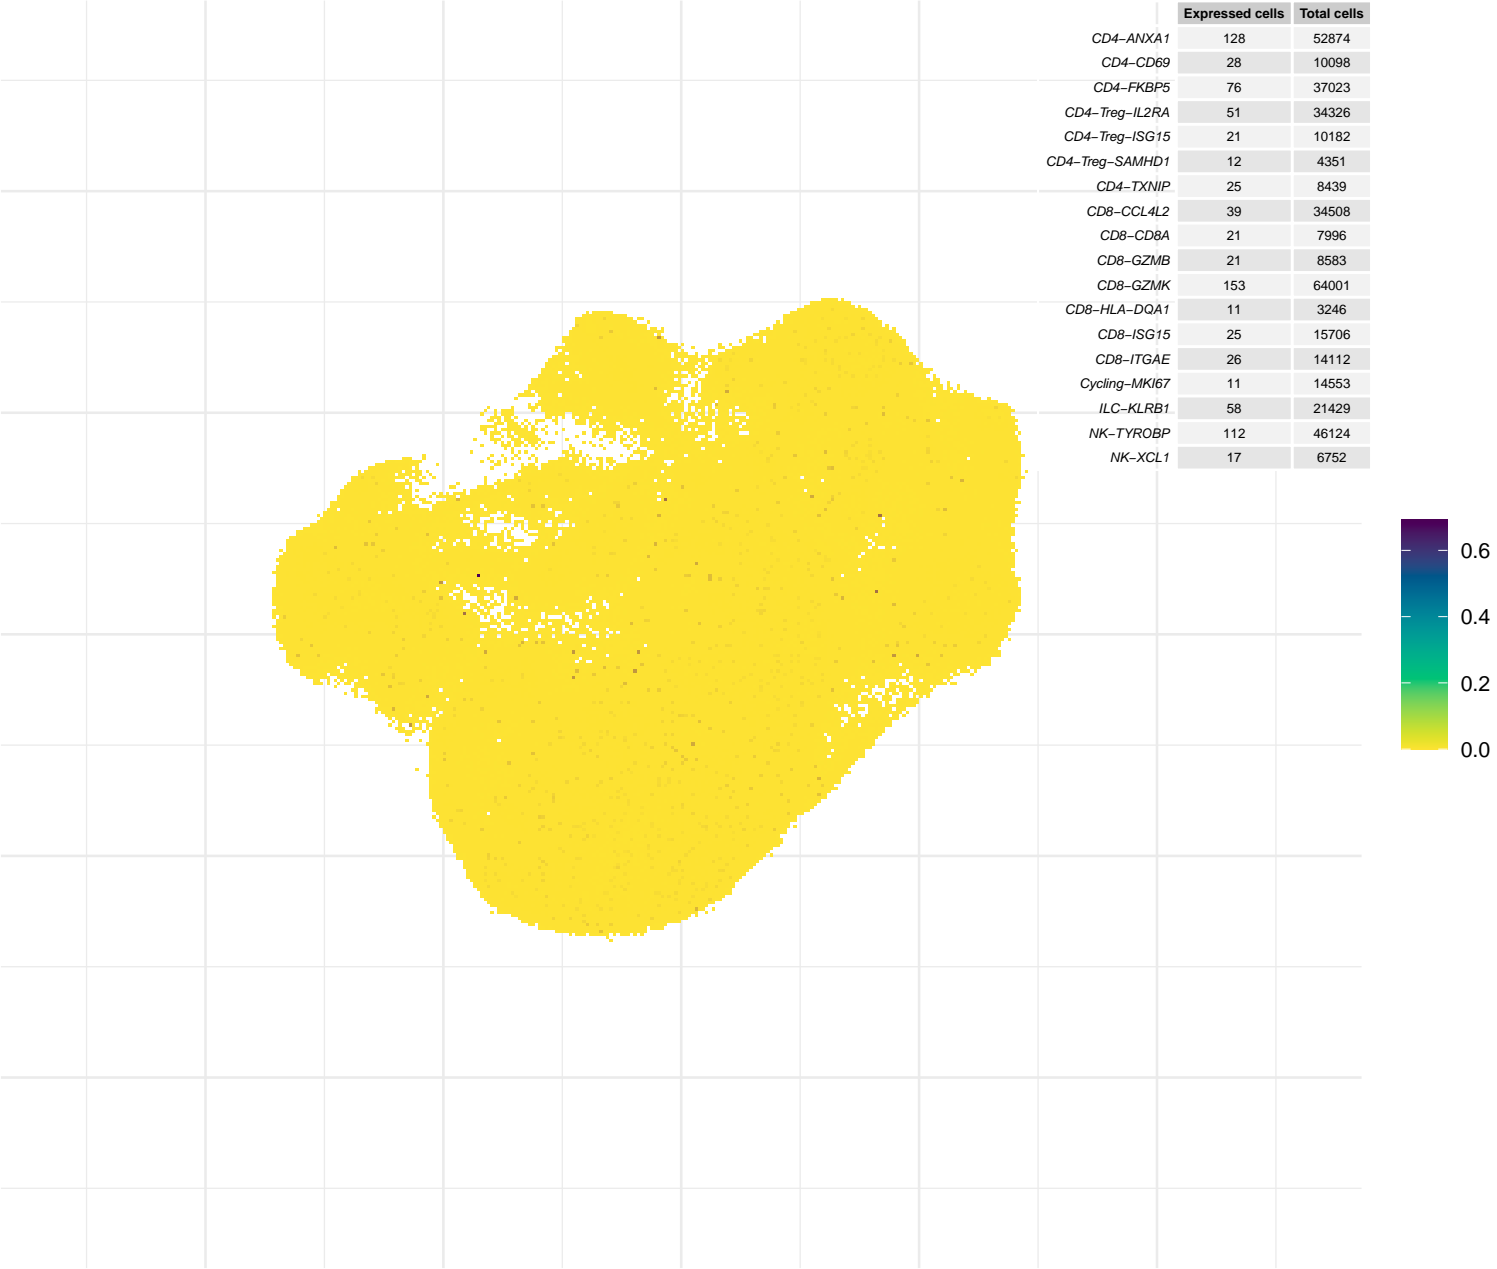 Expressed cells Total cells
CD4−ANXA1 128 52874
CD4−CD69 28 10098
CD4−FKBP5 76 37023
CD4−Treg−IL2RA 51 34326
CD4−Treg−ISG15 21 10182
CD4−Treg−SAMHD1 12 4351
CD4−TXNIP 25 8439
CD8−CCL4L2 39 34508
CD8−CD8A 21 7996
CD8−GZMB 21 8583
CD8−GZMK 153 64001
CD8−HLA−DQA1 11 3246
CD8−ISG15 25 15706
CD8−ITGAE 26 14112
Cycling−MKI67 11 14553
ILC−KLRB1 58 21429
NK−TYROBP 112 46124
NK−XCL1 17 6752
0.6
0.4
0.2
0.0